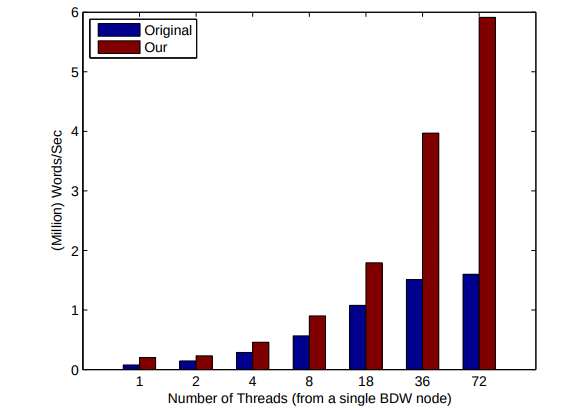 6
Original
Our
5
4
3
2
1
0
(Million) Words/Sec
1 2 4 8 18 36 72
Number of Threads (from a single BDW node)